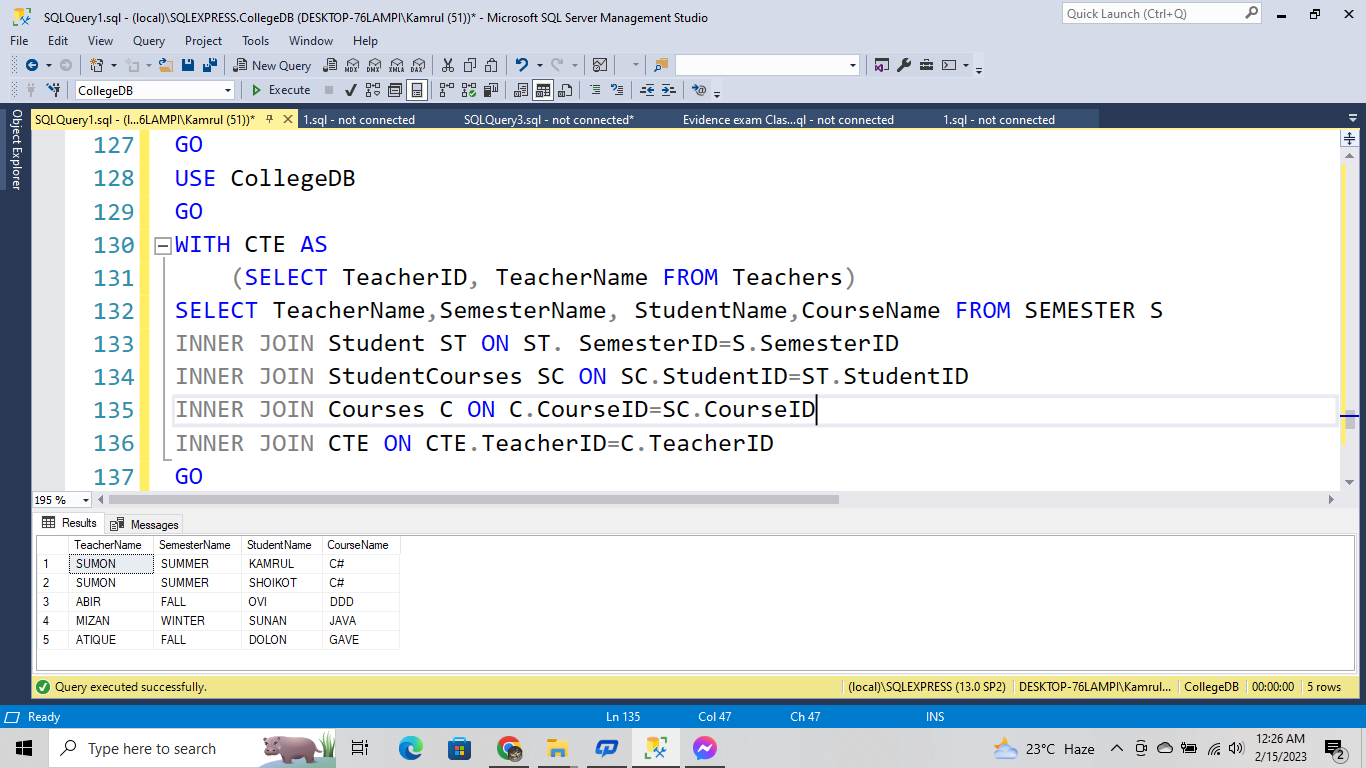 SQLQuery1.sql - (local)\SQLEXPRESS.CollegeDB (DESKTOP-76LAMPI\Kamrul (51))* - Microsoft SQL Server Management Studio
Quick Launch (Ctrl+Q)
File Edit View Query Project Tools Window Help
New Query MDX DMX XMLA DAX
CollegeDB Execute
Object Explorer
SQLQuery1.sql - (l...6LAMPI\Kamrul (51))* 1.sql - not connected SQLQuery3.sql - not connected* Evidence exam Clas...ql - not connected 1.sql - not connected
127 GO
128 USE CollegeDB
129 GO
130 WITH CTE AS
131 (SELECT TeacherID, TeacherName FROM Teachers)
132 SELECT TeacherName,SemesterName, StudentName,CourseName FROM SEMESTER S
133 INNER JOIN Student ST ON ST. SemesterID=S.SemesterID
134 INNER JOIN StudentCourses SC ON SC.StudentID=ST.StudentID
135 INNER JOIN Courses C ON C.CourseID=SC.CourseID
136 INNER JOIN CTE ON CTE.TeacherID=C.TeacherID
137 GO
195 %
Results Messages
TeacherName SemesterName StudentName CourseName
1 SUMON SUMMER KAMRUL C#
2 SUMON SUMMER SHOIKOT C#
3 ABIR FALL OVI DDD
4 MIZAN WINTER SUNAN JAVA
5 ATIQUE FALL DOLON GAVE
Query executed successfully. (local)\SQLEXPRESS (13.0 SP2) DESKTOP-76LAMPI\Kamrul... CollegeDB 00:00:00 5 rows
Ready Ln 135 Col 47 Ch 47 INS
Type here to search 23°C Haze 12:26 AM
2/15/2023 2